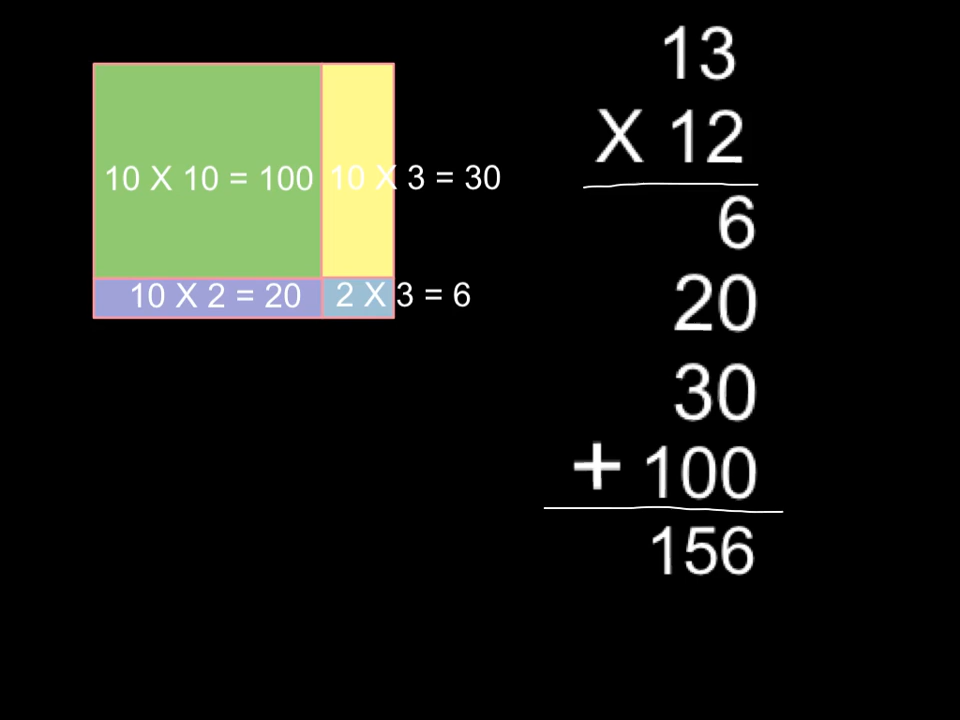 10 X 10 = 100
10 X 3 = 30
10 X 2 = 20
2 X 3 = 6
13
X 12
6
20
30
+ 100
156